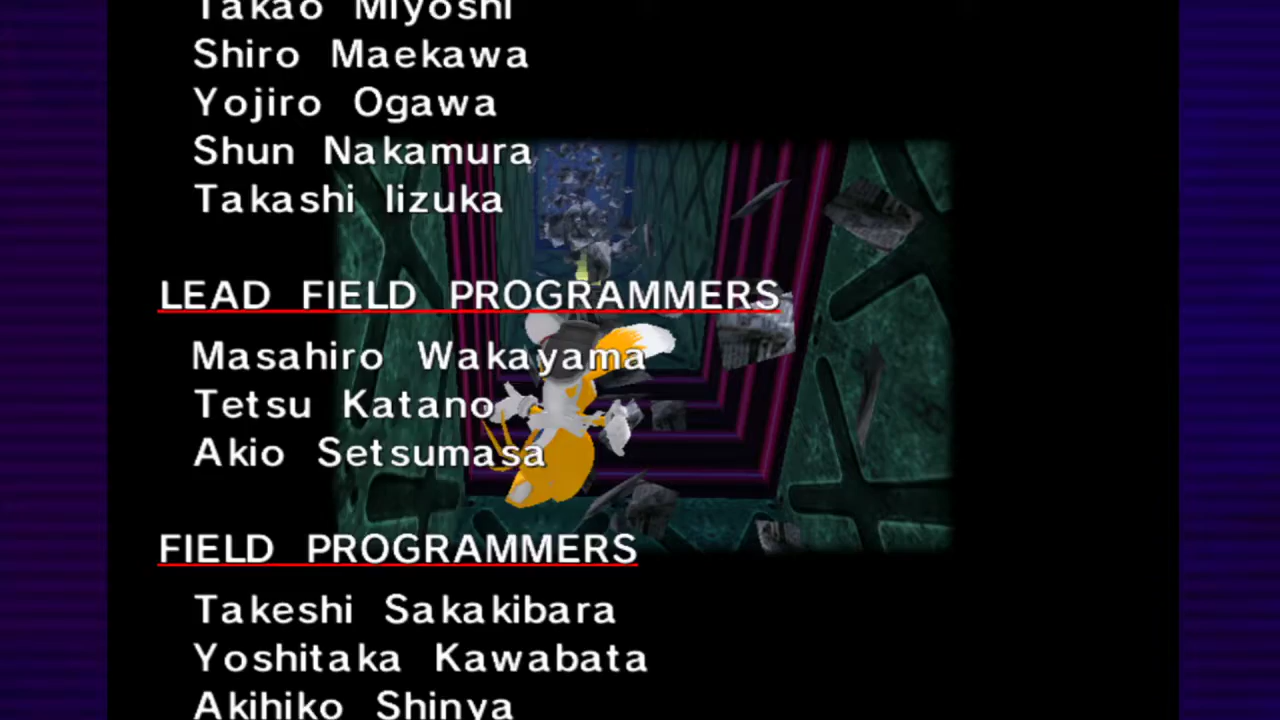 Takao Miyoshi
Shiro Maekawa
Yojiro Ogawa
Shun Nakamura
Takashi Iizuka
LEAD FIELD PROGRAMMERS
Masahiro Wakayama
Tetsu Katano
Akio Setsumasa
FIELD PROGRAMMERS
Takeshi Sakakibara
Yoshitaka Kawabata
Akihiko Shinya